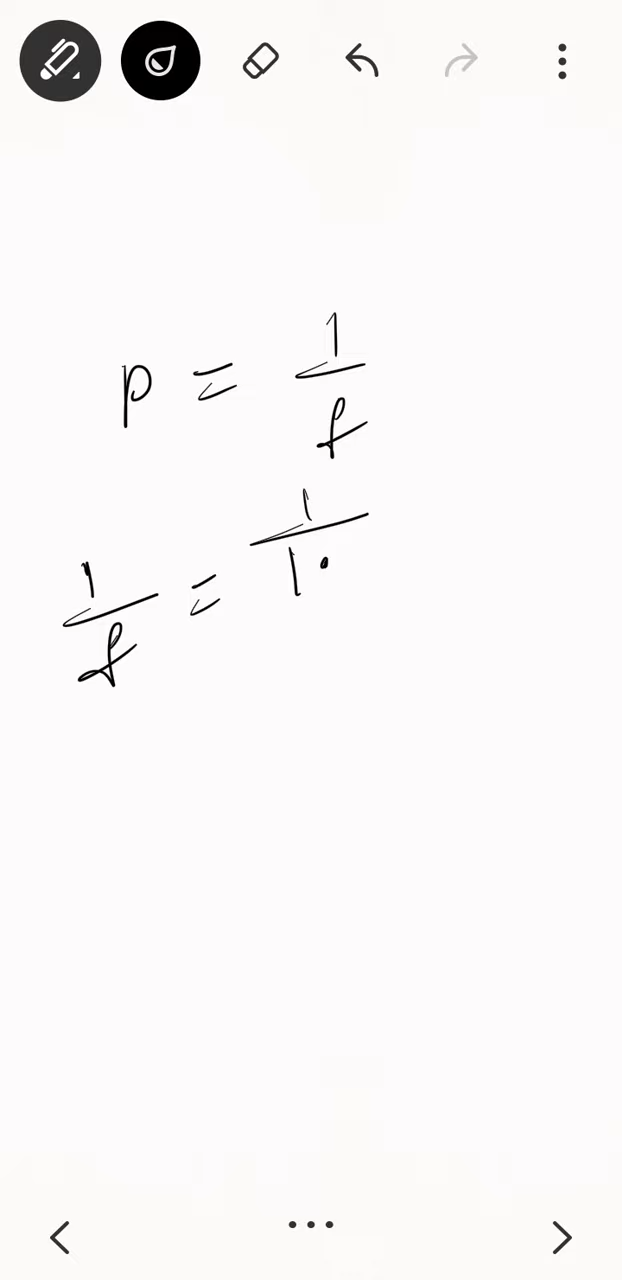 p = 1/f
1/f = 1/1.